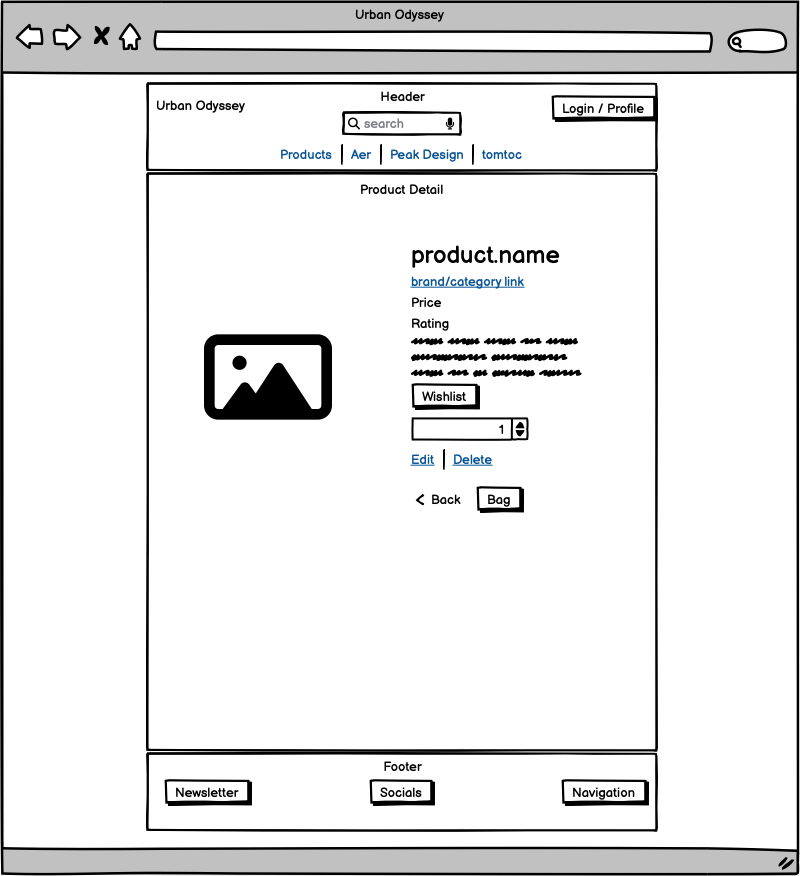 Urban Odyssey
Header
Urban Odyssey
Login / Profile
search
Products | Aer | Peak Design | tomtoc
Product Detail
product.name
brand/category link
Price
Rating
Wishlist
1
Edit | Delete
Back
Bag
Footer
Newsletter
Socials
Navigation